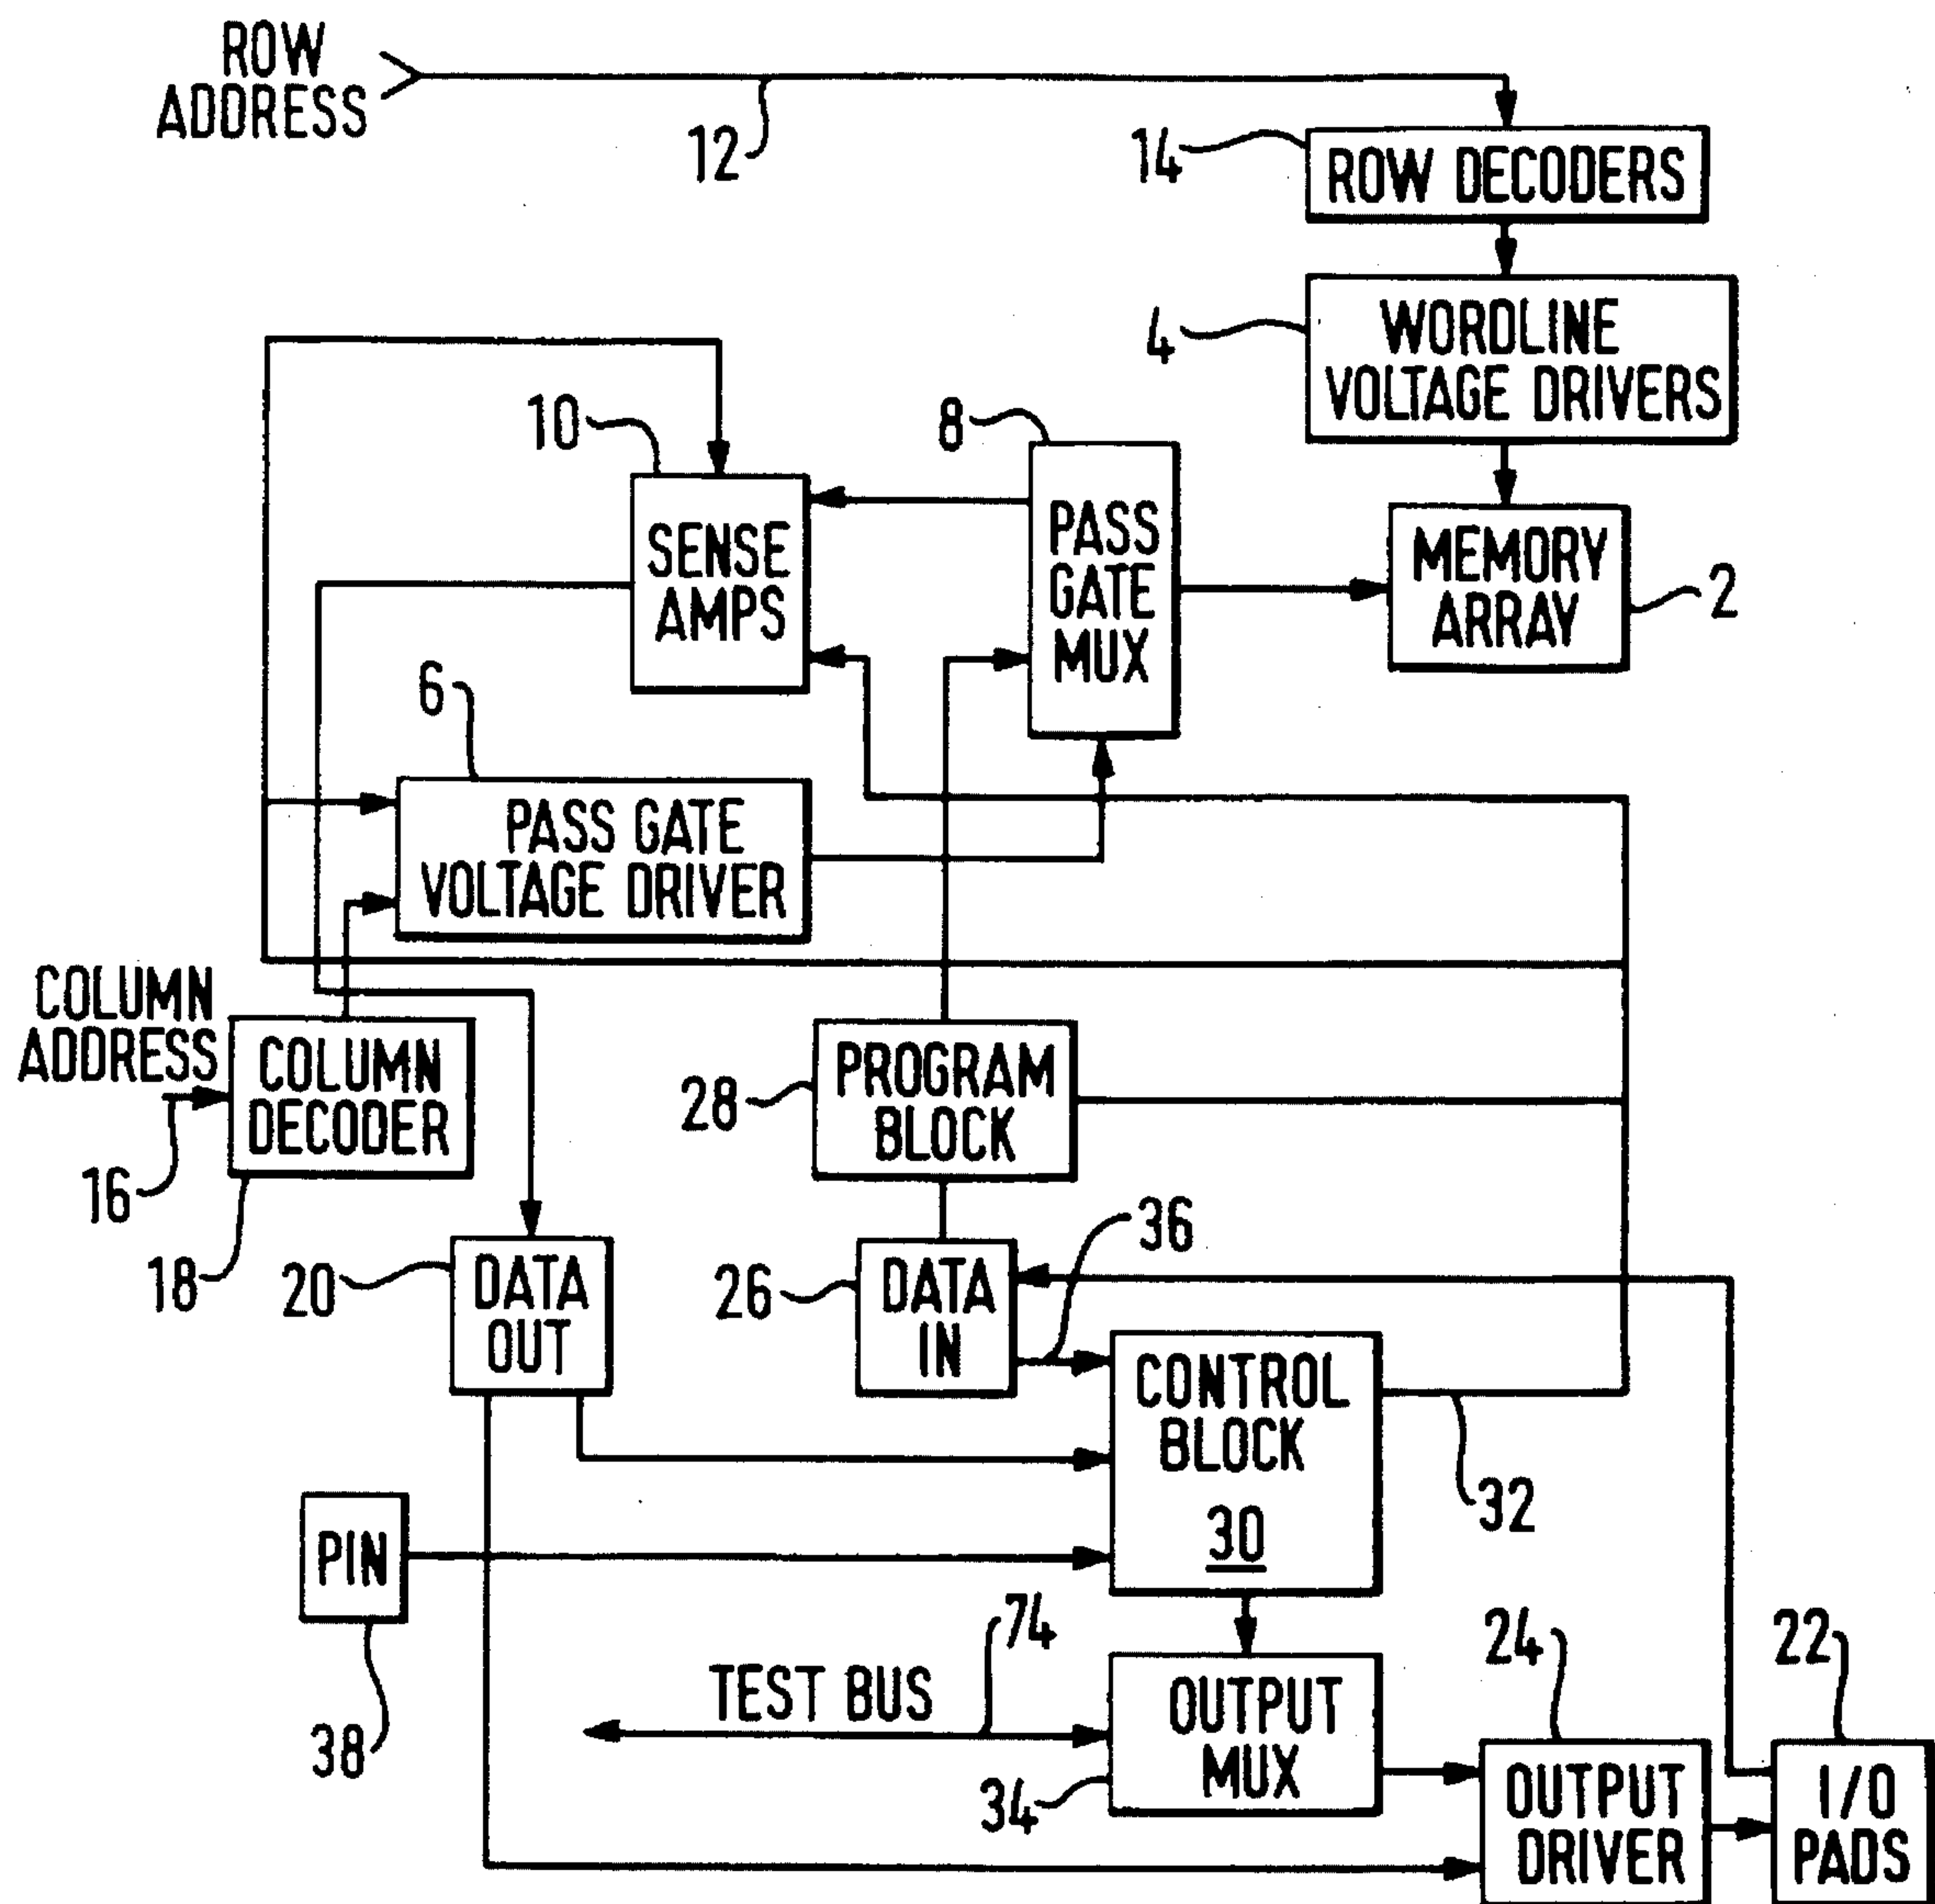 ROW
ADDRESS
12
14
ROW DECODERS
4
WORDLINE
VOLTAGE DRIVERS
10
8
SENSE
AMPS
PASS
GATE
MUX
MEMORY
ARRAY
2
6
PASS GATE
VOLTAGE DRIVER
COLUMN
ADDRESS
16
COLUMN
DECODER
18
28
PROGRAM
BLOCK
36
20
DATA
OUT
26
DATA
IN
CONTROL
BLOCK
30
32
PIN
38
74
TEST BUS
OUTPUT
MUX
34
24
22
OUTPUT
DRIVER
I/O
PADS